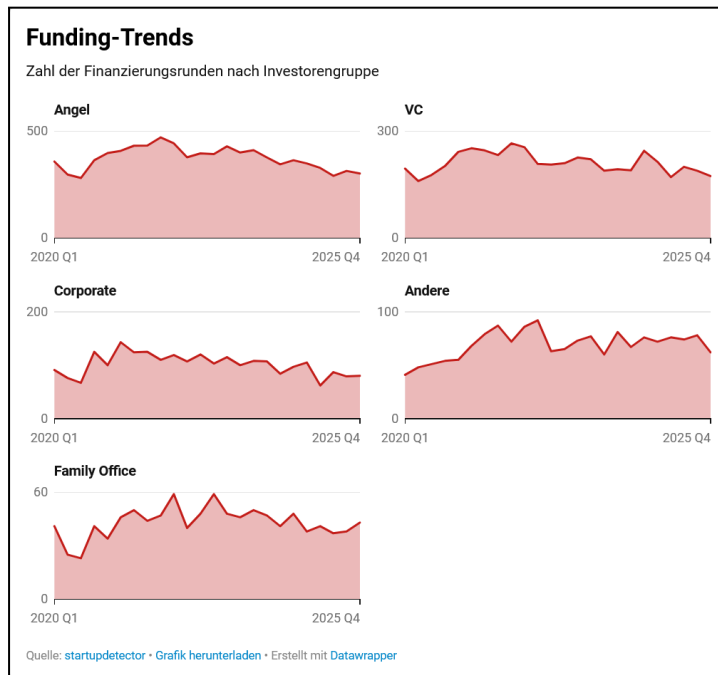 Funding-Trends
Zahl der Finanzierungsrunden nach Investorengruppe
Angel
500
0
2020 Q1
2025 Q4
VC
300
0
2020 Q1
2025 Q4
Corporate
200
0
2020 Q1
2025 Q4
Andere
100
0
2020 Q1
2025 Q4
Family Office
60
0
2020 Q1
2025 Q4
Quelle: startupdetector • Grafik herunterladen • Erstellt mit Datawrapper